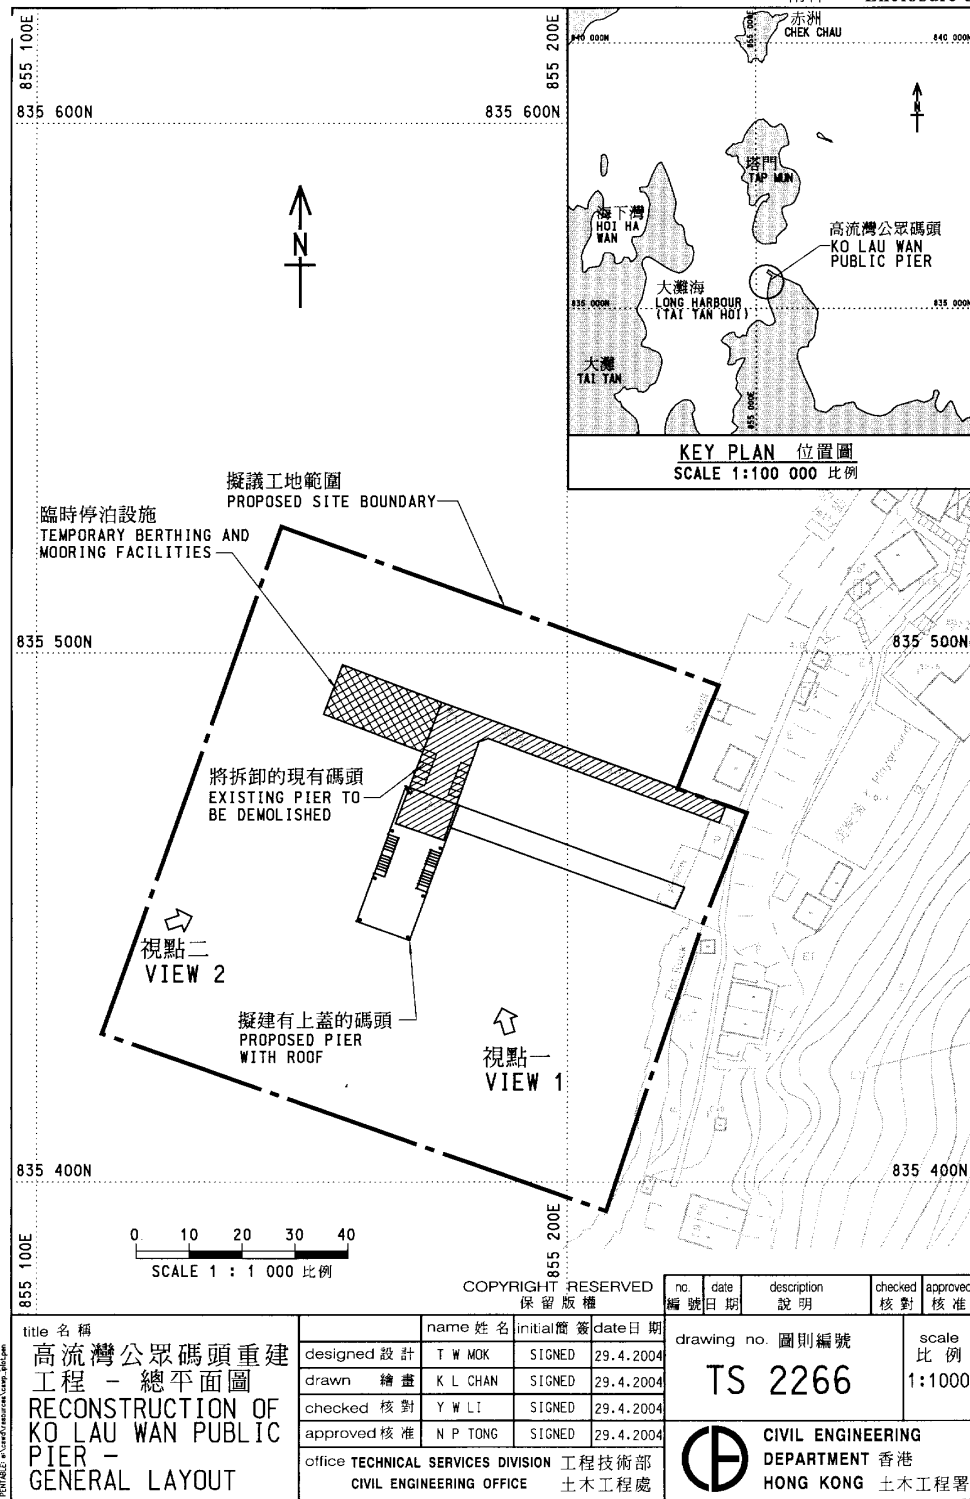 赤洲
CHEK CHAU
840 000N
840 000N
855 000E
N
塔門
TAP MUN
海下灣
HOI HA
WAN
高流灣公眾碼頭
KO LAU WAN
PUBLIC PIER
大灘海
LONG HARBOUR
(TAI TAN HOI)
835 000N
835 000N
大灘
TAI TAN
855 000E
KEY PLAN 位置圖
SCALE 1:100 000 比例
855 100E
855 200E
835 600N
835 600N
N
擬議工地範圍
PROPOSED SITE BOUNDARY
臨時停泊設施
TEMPORARY BERTHING AND
MOORING FACILITIES
835 500N
835 500N
Playground
將拆卸的現有碼頭
EXISTING PIER TO
BE DEMOLISHED
視點二
VIEW 2
擬建有上蓋的碼頭
PROPOSED PIER
WITH ROOF
視點一
VIEW 1
835 400N
835 400N
0 10 20 30 40
SCALE 1 : 1 000 比例
855 100E
855 200E
COPYRIGHT RESERVED
保留版權
no. 編號
date 日期
description 說明
checked 核對
approved 核准
title 名稱
高流灣公眾碼頭重建
工程 - 總平面圖
RECONSTRUCTION OF
KO LAU WAN PUBLIC
PIER -
GENERAL LAYOUT
name 姓名 initial簡簽 date日期
designed 設計 T W MOK SIGNED 29.4.2004
drawn 繪畫 K L CHAN SIGNED 29.4.2004
checked 核對 Y W LI SIGNED 29.4.2004
approved 核准 N P TONG SIGNED 29.4.2004
office TECHNICAL SERVICES DIVISION 工程技術部
CIVIL ENGINEERING OFFICE 土木工程處
drawing no. 圖則編號
TS 2266
scale
比例
1:1000
CIVIL ENGINEERING
DEPARTMENT 香港
HONG KONG 土木工程署